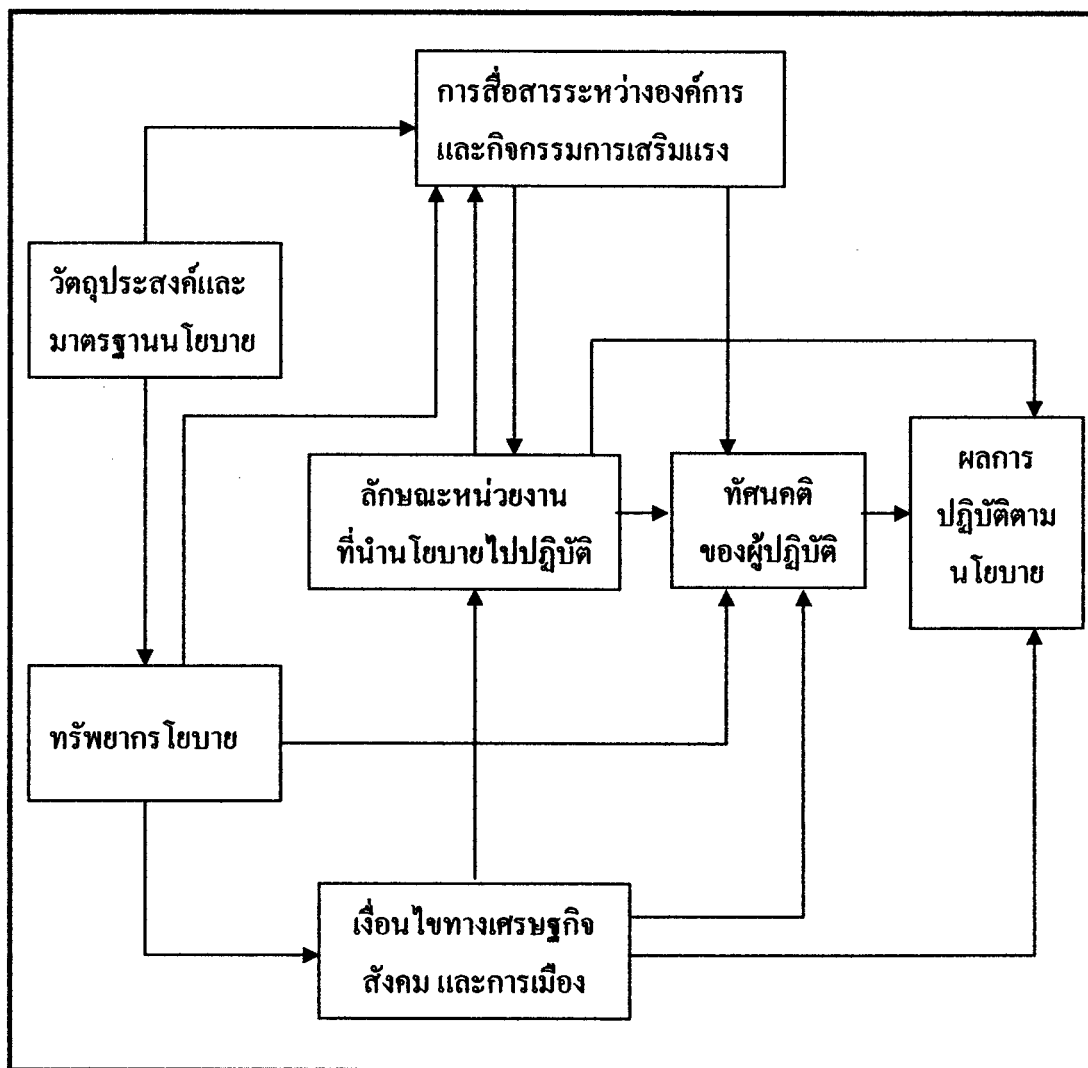 การสื่อสารระหว่างองค์การ
และกิจกรรมการเสริมแรง
วัตถุประสงค์และ
มาตรฐานนโยบาย
ลักษณะหน่วยงาน
ที่นำนโยบายไปปฏิบัติ
ทัศนคติ
ของผู้ปฏิบัติ
ผลการ
ปฏิบัติตาม
นโยบาย
ทรัพยากรโยบาย
เงื่อนไขทางเศรษฐกิจ
สังคม และการเมือง